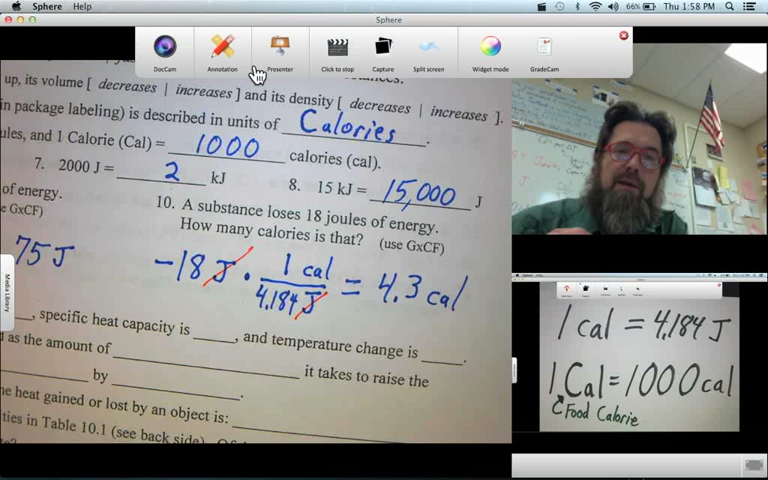 Sphere Help
66% Thu 1:58 PM
Sphere
DocCam Annotation Presenter Click to stop Capture Split screen Widget mode GradeCam
up, its volume [ decreases | increases ] and its density [ decreases | increases ].
in package labeling) is described in units of Calories.
ules, and 1 Calorie (Cal) = 1000 calories (cal).
7. 2000 J = 2 kJ
8. 15 kJ = 15,000 J
of energy.
e GxCF)
75 J
10. A substance loses 18 joules of energy.
How many calories is that? (use GxCF)
-18 J · 1 cal / 4.184 J = 4.3 cal
Media Library
, specific heat capacity is , and temperature change is .
d as the amount of it takes to raise the
by .
he heat gained or lost by an object is:
ties in Table 10.1 (see back side).
1 cal = 4.184 J
1 Cal = 1000 cal
Food Calorie